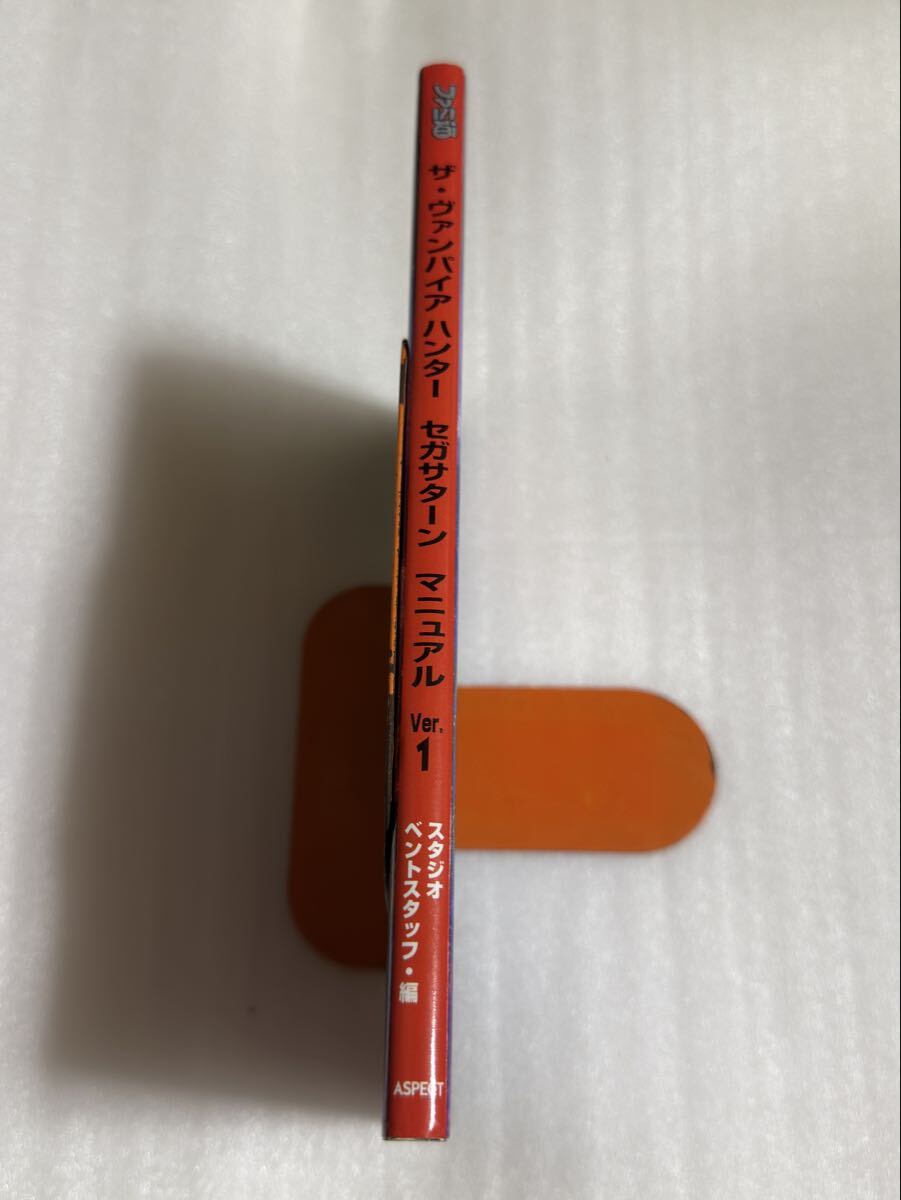 ファミ通
ザ・ヴァンパイア ハンター セガサターン マニュアル Ver.1
スタジオ
ベントスタッフ・編
ASPECT